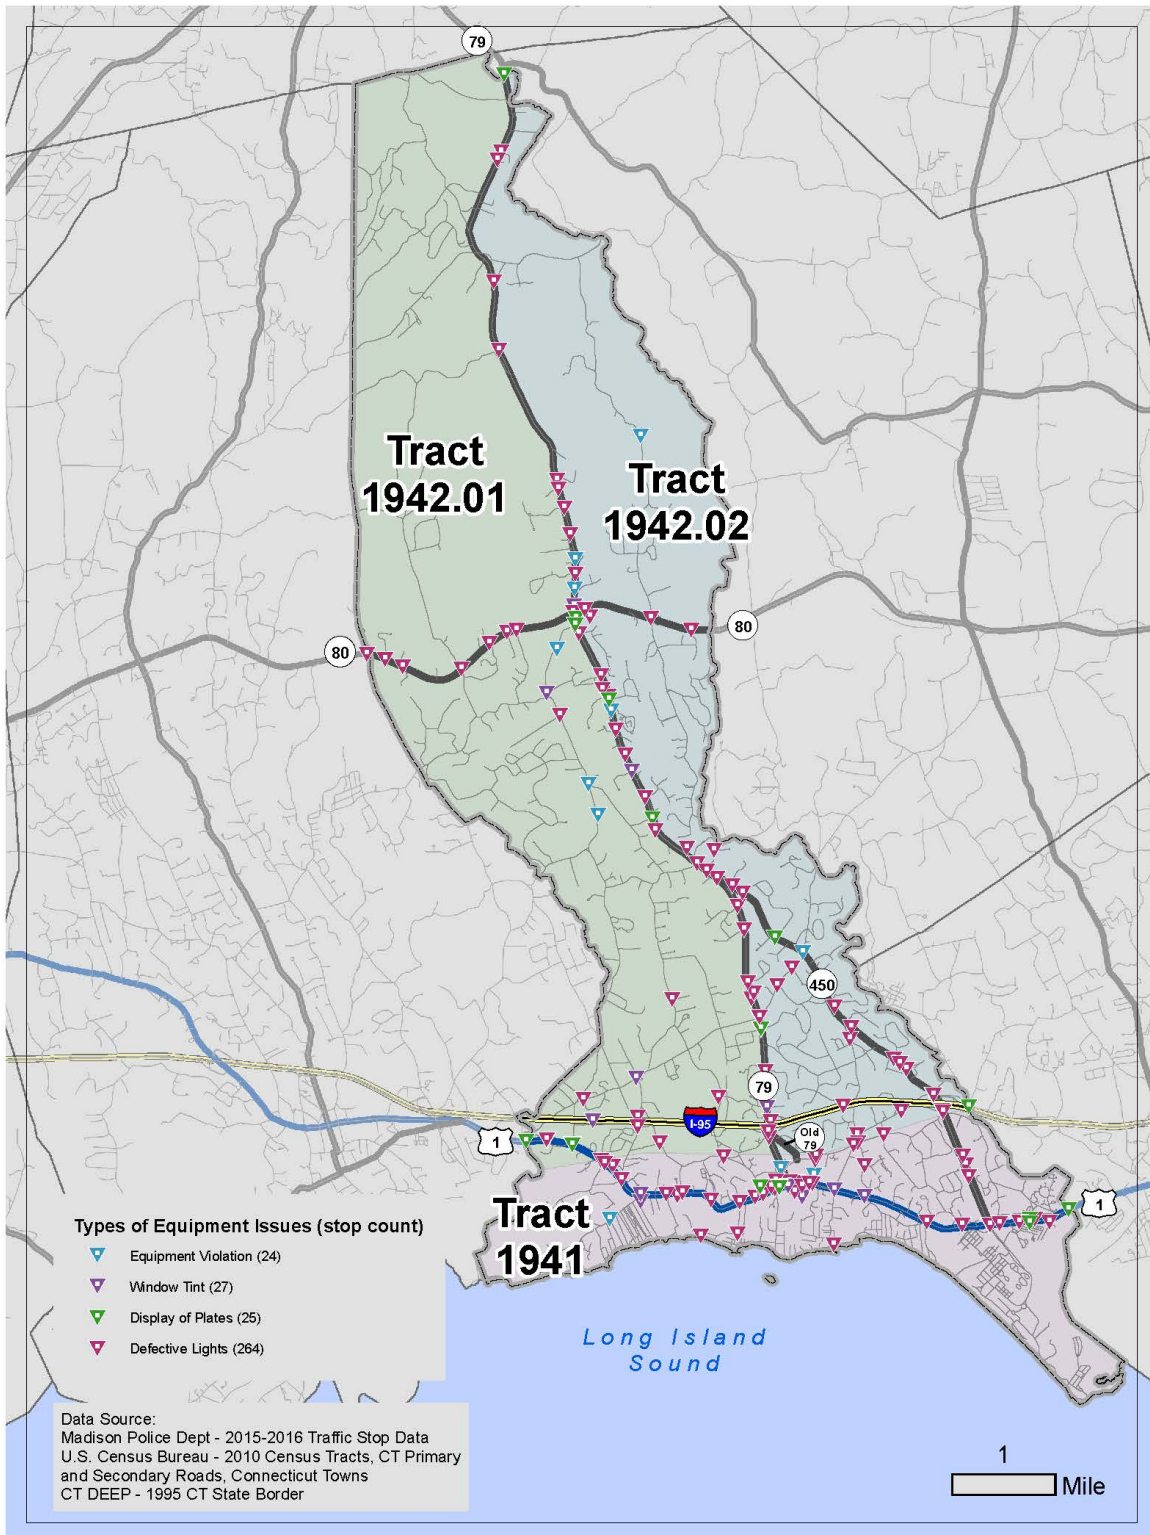 79
Tract
1942.01
Tract
1942.02
80
80
450
79
I-95
Old
79
1
1
Tract
1941
Types of Equipment Issues (stop count)
Equipment Violation (24)
Window Tint (27)
Display of Plates (25)
Defective Lights (264)
Long Island
Sound
Data Source:
Madison Police Dept - 2015-2016 Traffic Stop Data
U.S. Census Bureau - 2010 Census Tracts, CT Primary
and Secondary Roads, Connecticut Towns
CT DEEP - 1995 CT State Border
1
Mile